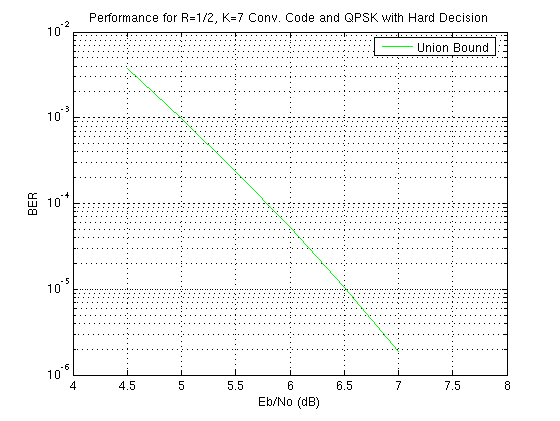 Performance for R=1/2, K=7 Conv. Code and QPSK with Hard Decision
Union Bound
10^-2
10^-3
10^-4
10^-5
10^-6
BER
4 4.5 5 5.5 6 6.5 7 7.5 8
Eb/No (dB)